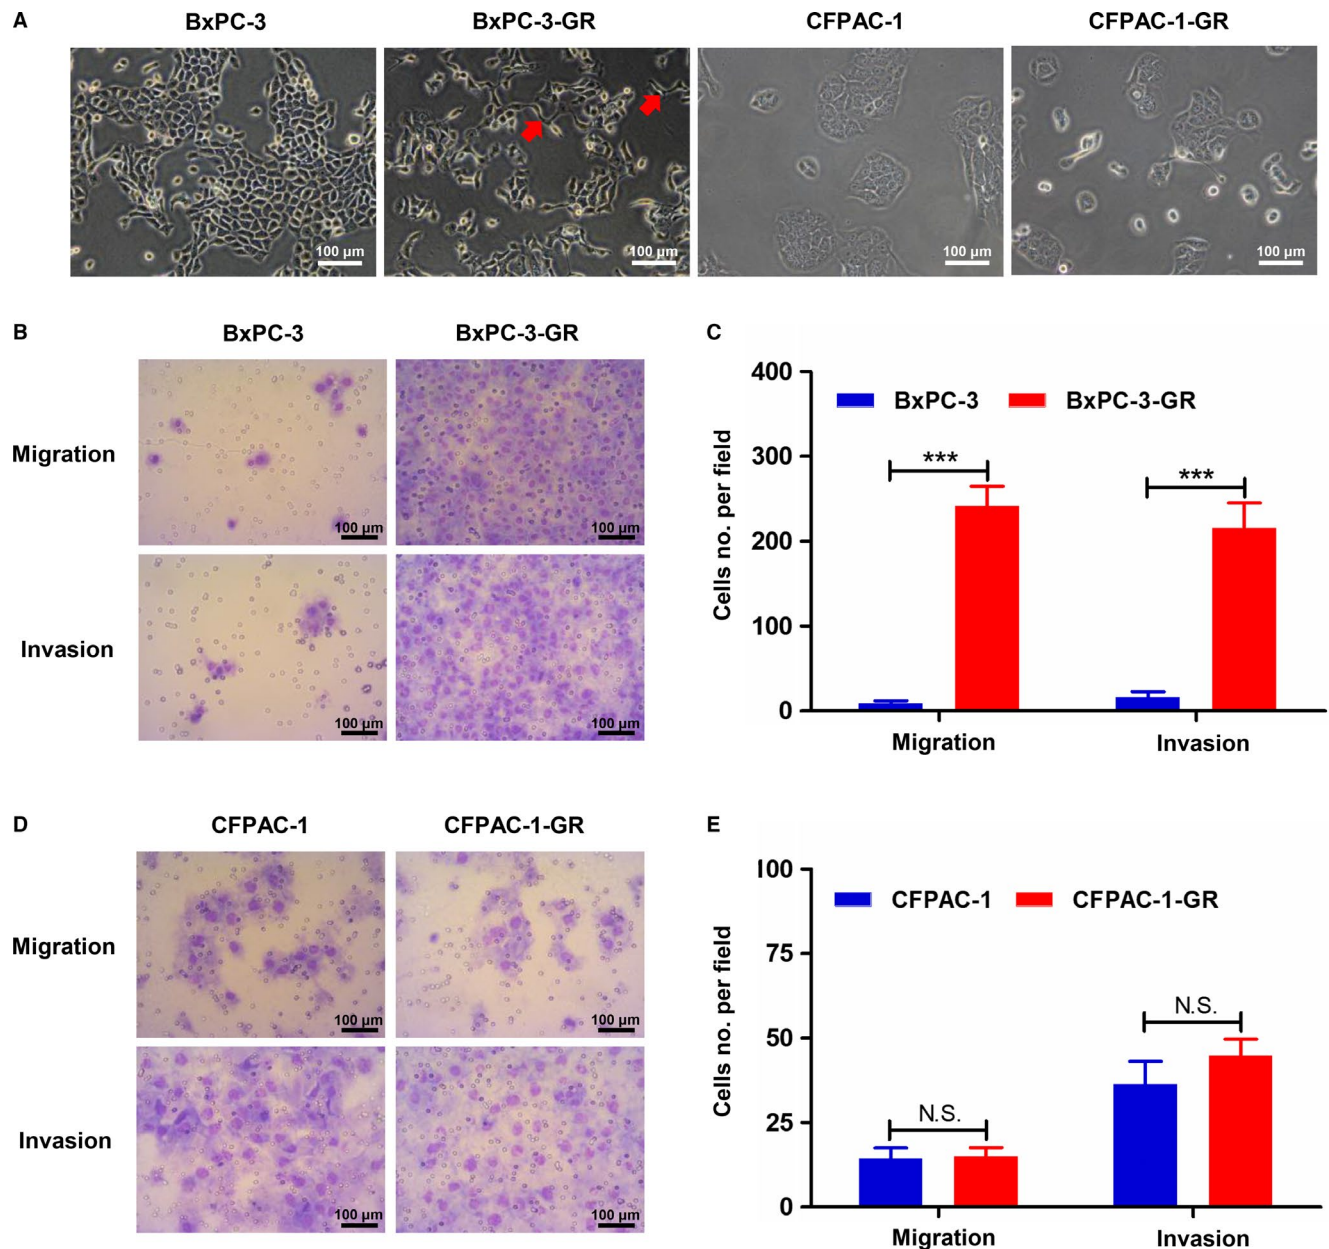 A
BxPC-3
BxPC-3-GR
CFPAC-1
CFPAC-1-GR
100 µm
100 µm
100 µm
100 µm
B
BxPC-3
BxPC-3-GR
Migration
100 µm
100 µm
Invasion
100 µm
100 µm
C
Cells no. per field
400
300
200
100
0
BxPC-3
BxPC-3-GR
***
***
Migration
Invasion
D
CFPAC-1
CFPAC-1-GR
Migration
100 µm
100 µm
Invasion
100 µm
100 µm
E
Cells no. per field
100
75
50
25
0
CFPAC-1
CFPAC-1-GR
N.S.
N.S.
Migration
Invasion